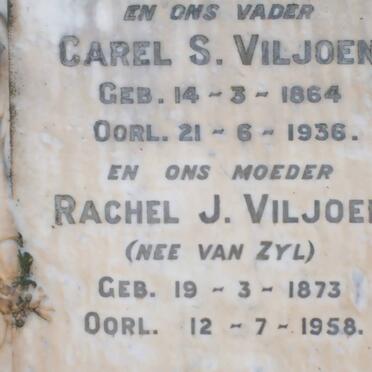 EN ONS VADER
CAREL S. VILJOEN
GEB. 14 - 3 - 1864
OORL. 21 - 6 - 1936.
EN ONS MOEDER
RACHEL J. VILJOEN
(NEE VAN ZYL)
GEB. 19 - 3 - 1873
OORL. 12 - 7 - 1958.